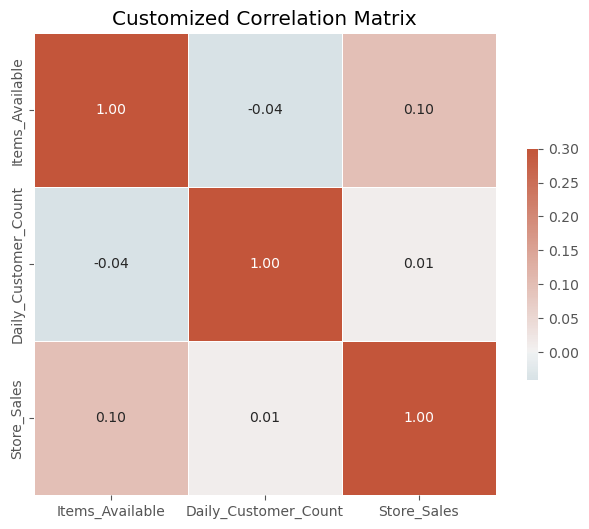 Customized Correlation Matrix
Items_Available
1.00
-0.04
0.10
Daily_Customer_Count
-0.04
1.00
0.01
Store_Sales
0.10
0.01
1.00
Items_Available
Daily_Customer_Count
Store_Sales
0.30
0.25
0.20
0.15
0.10
0.05
0.00